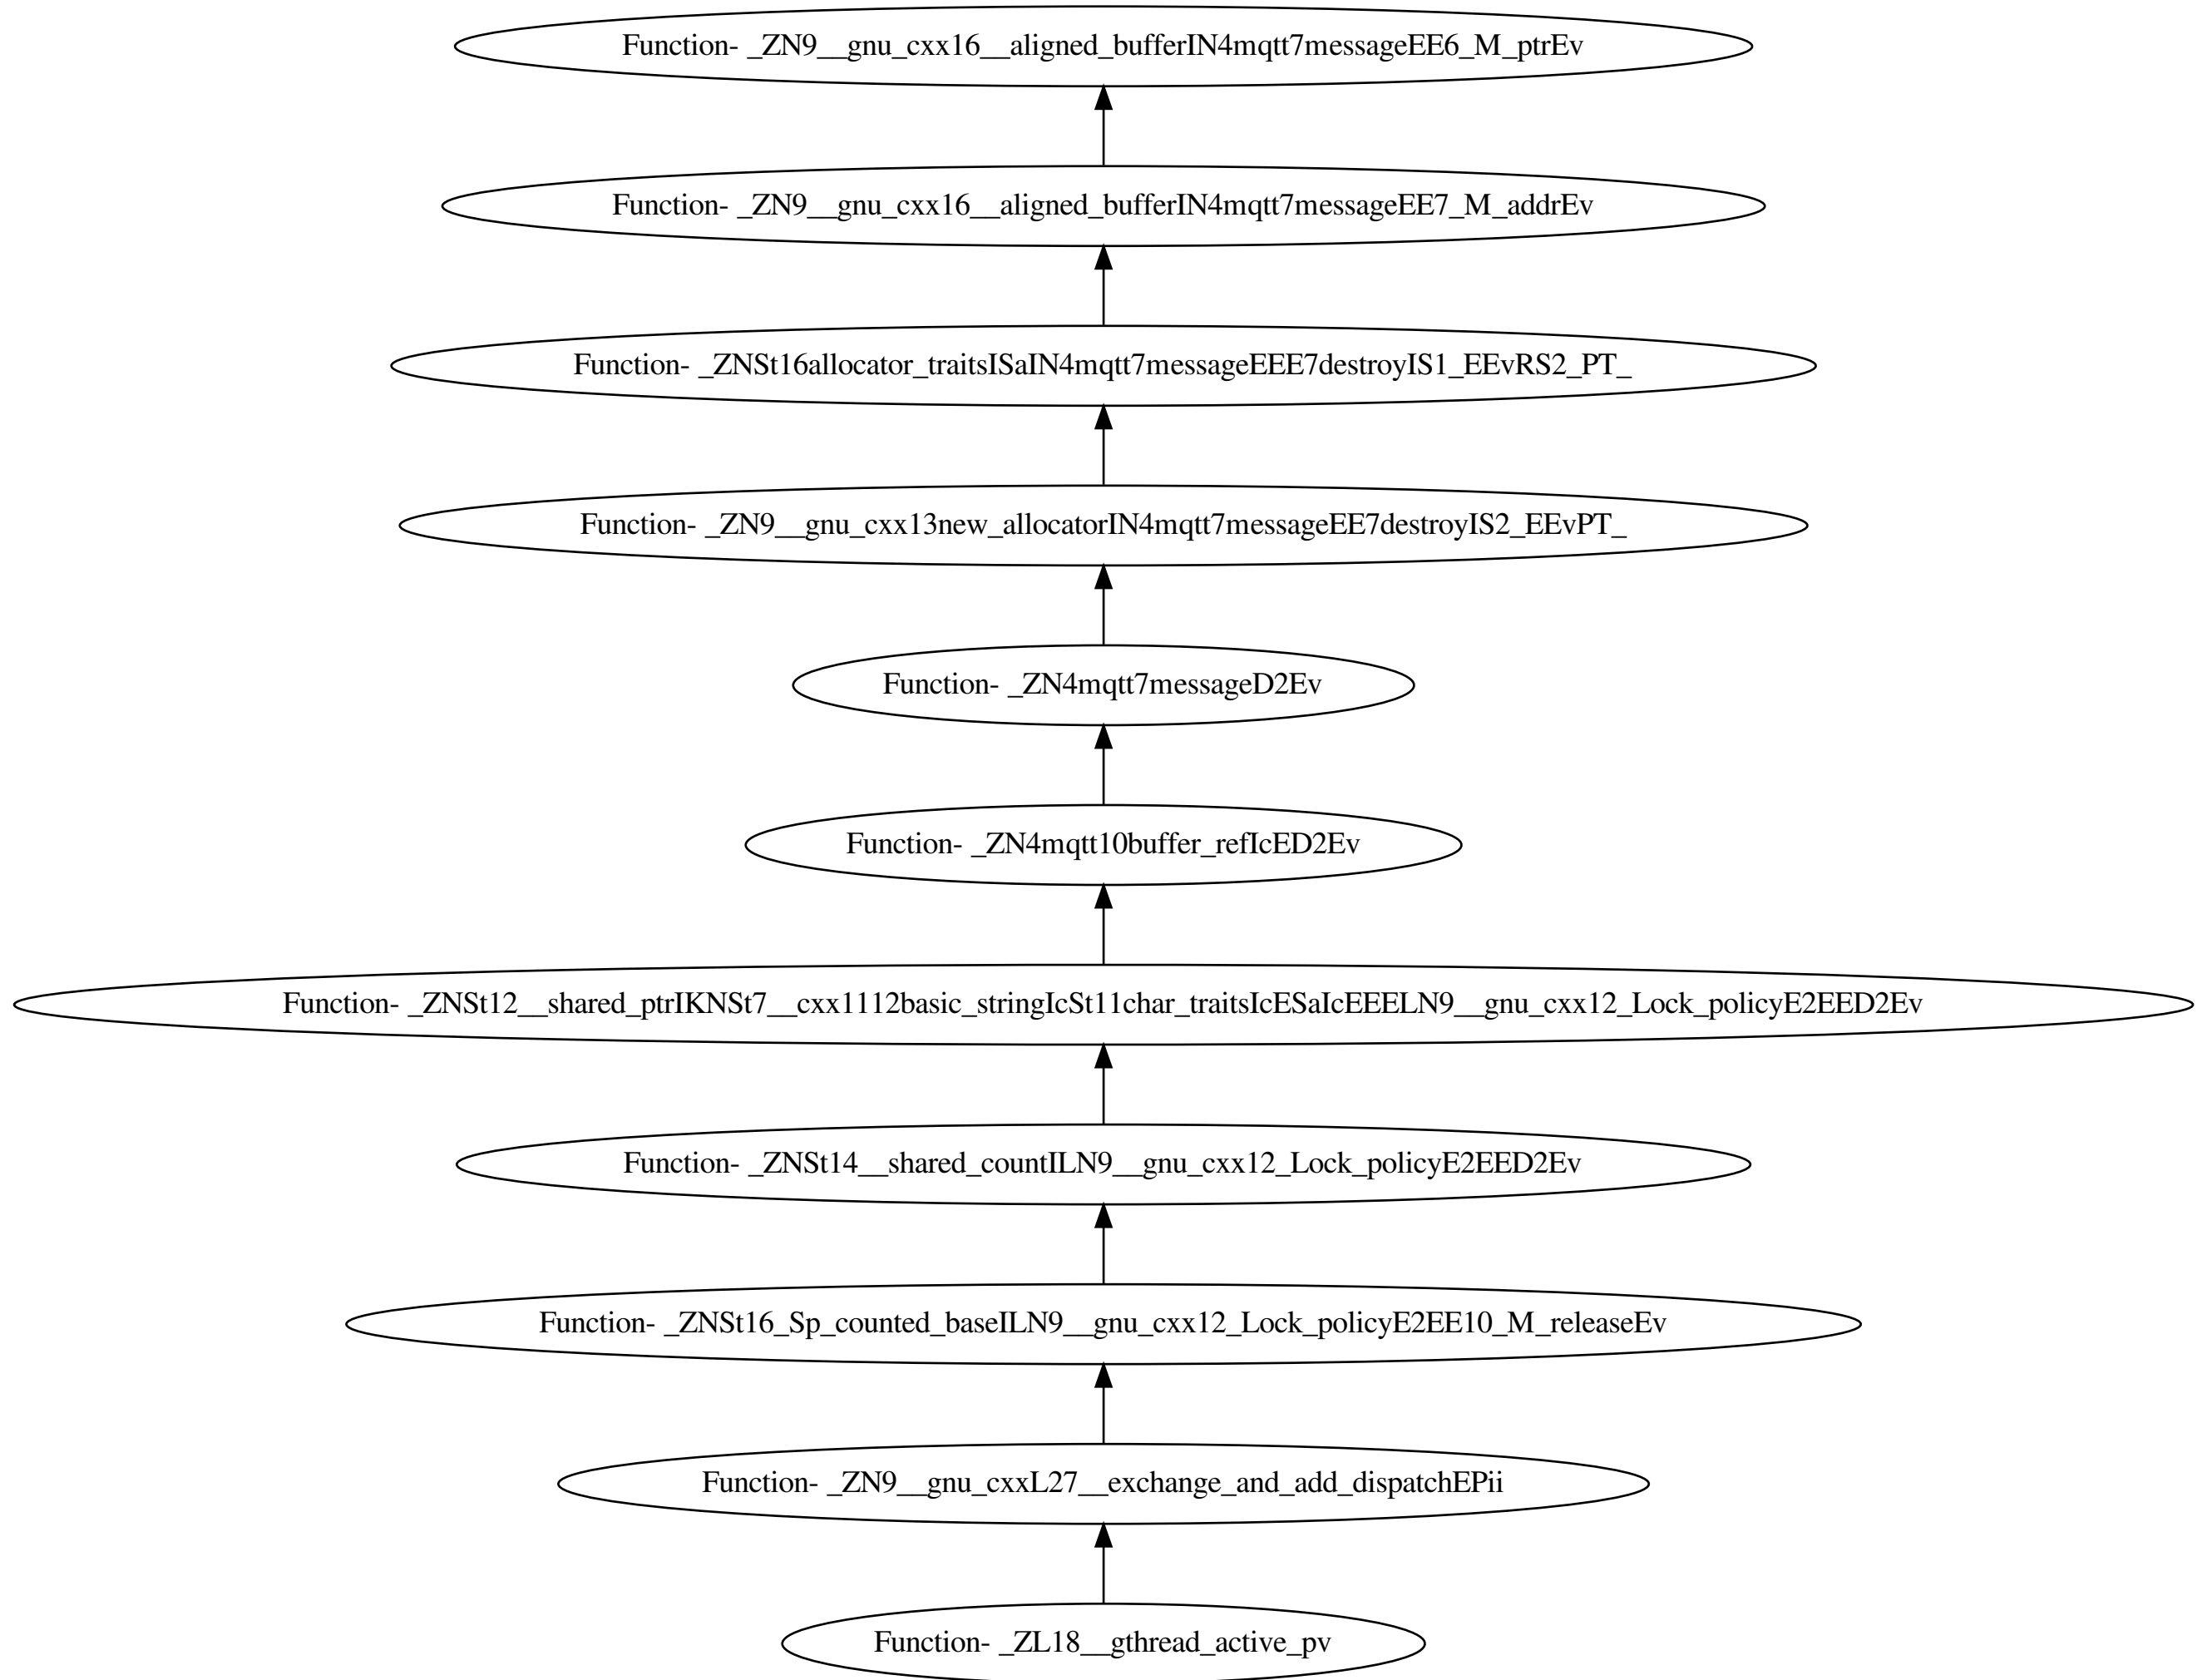 Function- _ZN9__gnu_cxx16__aligned_bufferIN4mqtt7messageEE6_M_ptrEv
Function- _ZN9__gnu_cxx16__aligned_bufferIN4mqtt7messageEE7_M_addrEv
Function- _ZNSt16allocator_traitsISaIN4mqtt7messageEEE7destroyIS1_EEvRS2_PT_
Function- _ZN9__gnu_cxx13new_allocatorIN4mqtt7messageEE7destroyIS2_EEvPT_
Function- _ZN4mqtt7messageD2Ev
Function- _ZN4mqtt10buffer_refIcED2Ev
Function- _ZNSt12__shared_ptrIKNSt7__cxx1112basic_stringIcSt11char_traitsIcESaIcEEELN9__gnu_cxx12_Lock_policyE2EED2Ev
Function- _ZNSt14__shared_countILN9__gnu_cxx12_Lock_policyE2EED2Ev
Function- _ZNSt16_Sp_counted_baseILN9__gnu_cxx12_Lock_policyE2EE10_M_releaseEv
Function- _ZN9__gnu_cxxL27__exchange_and_add_dispatchEPii
Function- _ZL18__gthread_active_pv